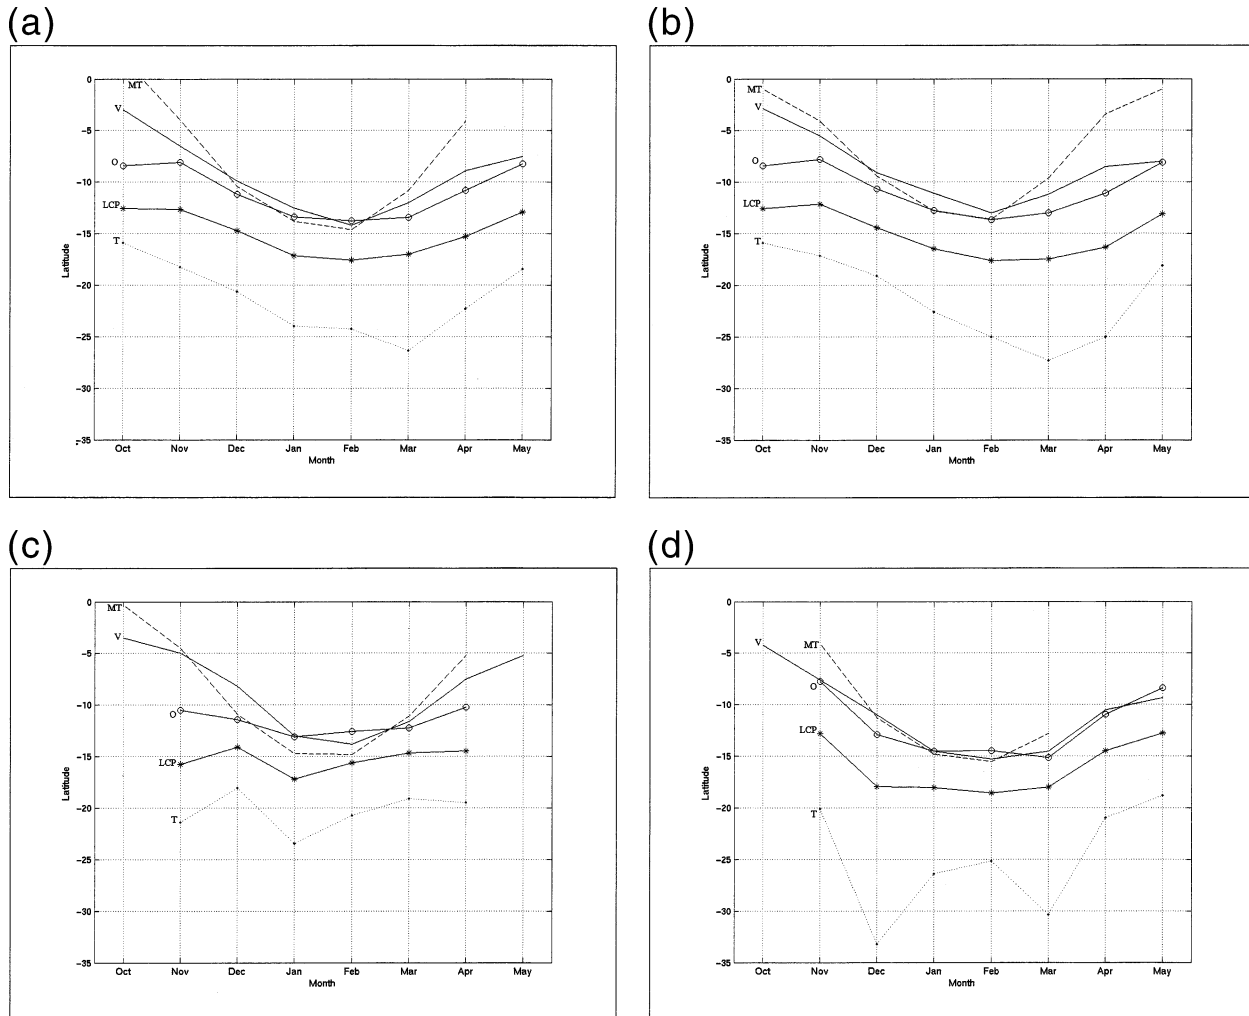 (a)
0
-5
-10
-15
-20
-25
-30
-35
Latitude
MT
V
O
LCP
T
Oct Nov Dec Jan Feb Mar Apr May
Month
(b)
0
-5
-10
-15
-20
-25
-30
-35
Latitude
MT
V
O
LCP
T
Oct Nov Dec Jan Feb Mar Apr May
Month
(c)
0
-5
-10
-15
-20
-25
-30
-35
Latitude
MT
V
O
LCP
T
Oct Nov Dec Jan Feb Mar Apr May
Month
(d)
0
-5
-10
-15
-20
-25
-30
-35
Latitude
V
MT
O
LCP
T
Oct Nov Dec Jan Feb Mar Apr May
Month